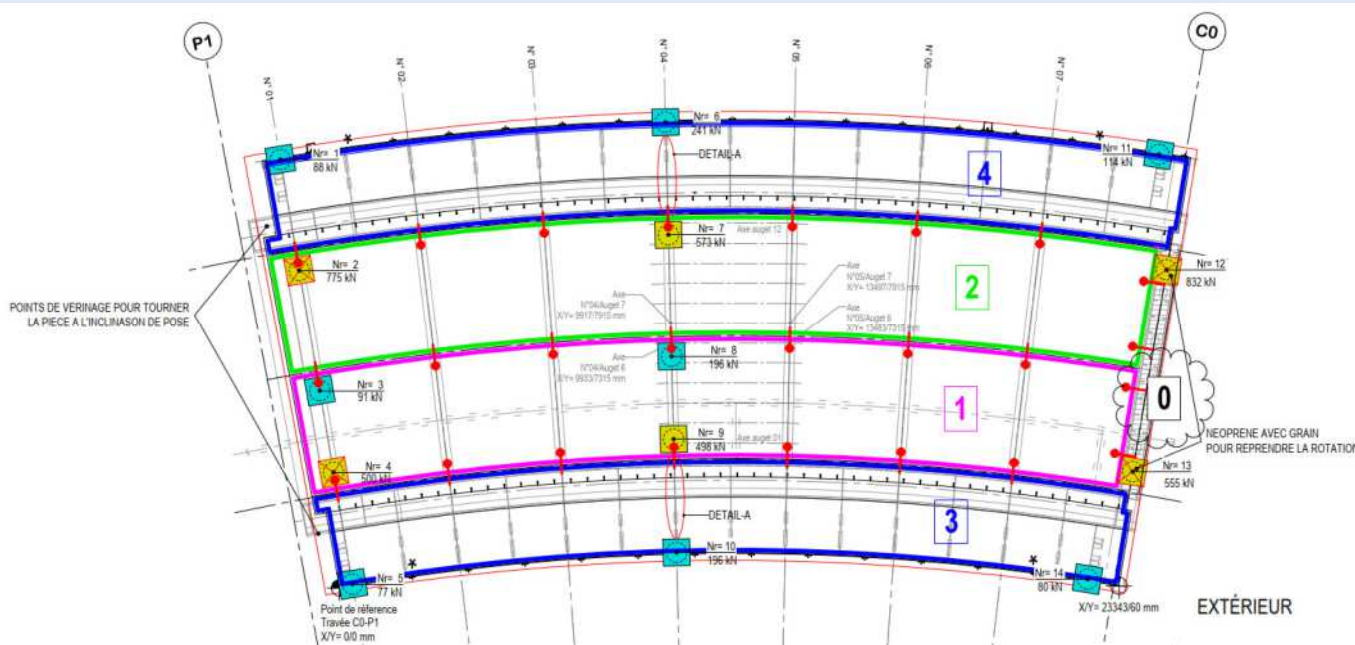 P1
C0
N° 01
N° 02
N° 03
N° 04
N° 05
N° 06
N° 07
Nr= 1
88 kN
Nr= 6
241 kN
Nr= 11
114 kN
DETAIL-A
4
Nr= 7
573 kN
Axe auget 12
Nr= 2
775 kN
Nr= 12
832 kN
POINTS DE VERINAGE POUR TOURNER
LA PIECE A L'INCLINASON DE POSE
Axe
N°05/Auget 7
X/Y= 13497/7915 mm
2
Axe
N°04/Auget 7
X/Y= 9917/7915 mm
Axe
N°05/Auget 6
X/Y= 13483/7315 mm
Nr= 8
196 kN
Axe
N°04/Auget 6
X/Y= 9933/7315 mm
Nr= 3
91 kN
1
0
Nr= 9
498 kN
Axe auget 01
NEOPRENE AVEC GRAIN
POUR REPRENDRE LA ROTATION
Nr= 4
500 kN
Nr= 13
555 kN
DETAIL-A
3
Nr= 10
196 kN
Nr= 5
77 kN
Nr= 14
80 kN
Point de réference
Travée C0-P1
X/Y= 0/0 mm
X/Y= 23343/60 mm
EXTÉRIEUR